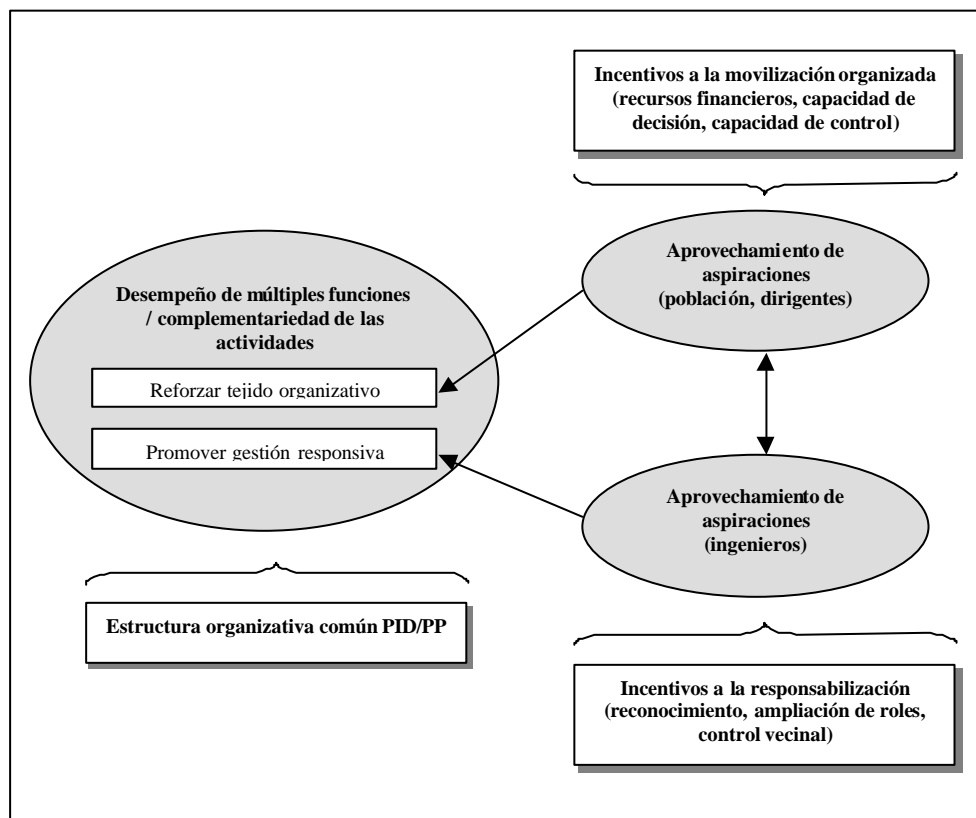 Incentivos a la movilización organizada
(recursos financieros, capacidad de
decisión, capacidad de control)
Aprovechamiento de
aspiraciones
(población, dirigentes)
Desempeño de múltiples funciones
/ complementariedad de las
actividades
Reforzar tejido organizativo
Promover gestión responsiva
Aprovechamiento de
aspiraciones
(ingenieros)
Estructura organizativa común PID/PP
Incentivos a la responsabilización
(reconocimiento, ampliación de roles,
control vecinal)